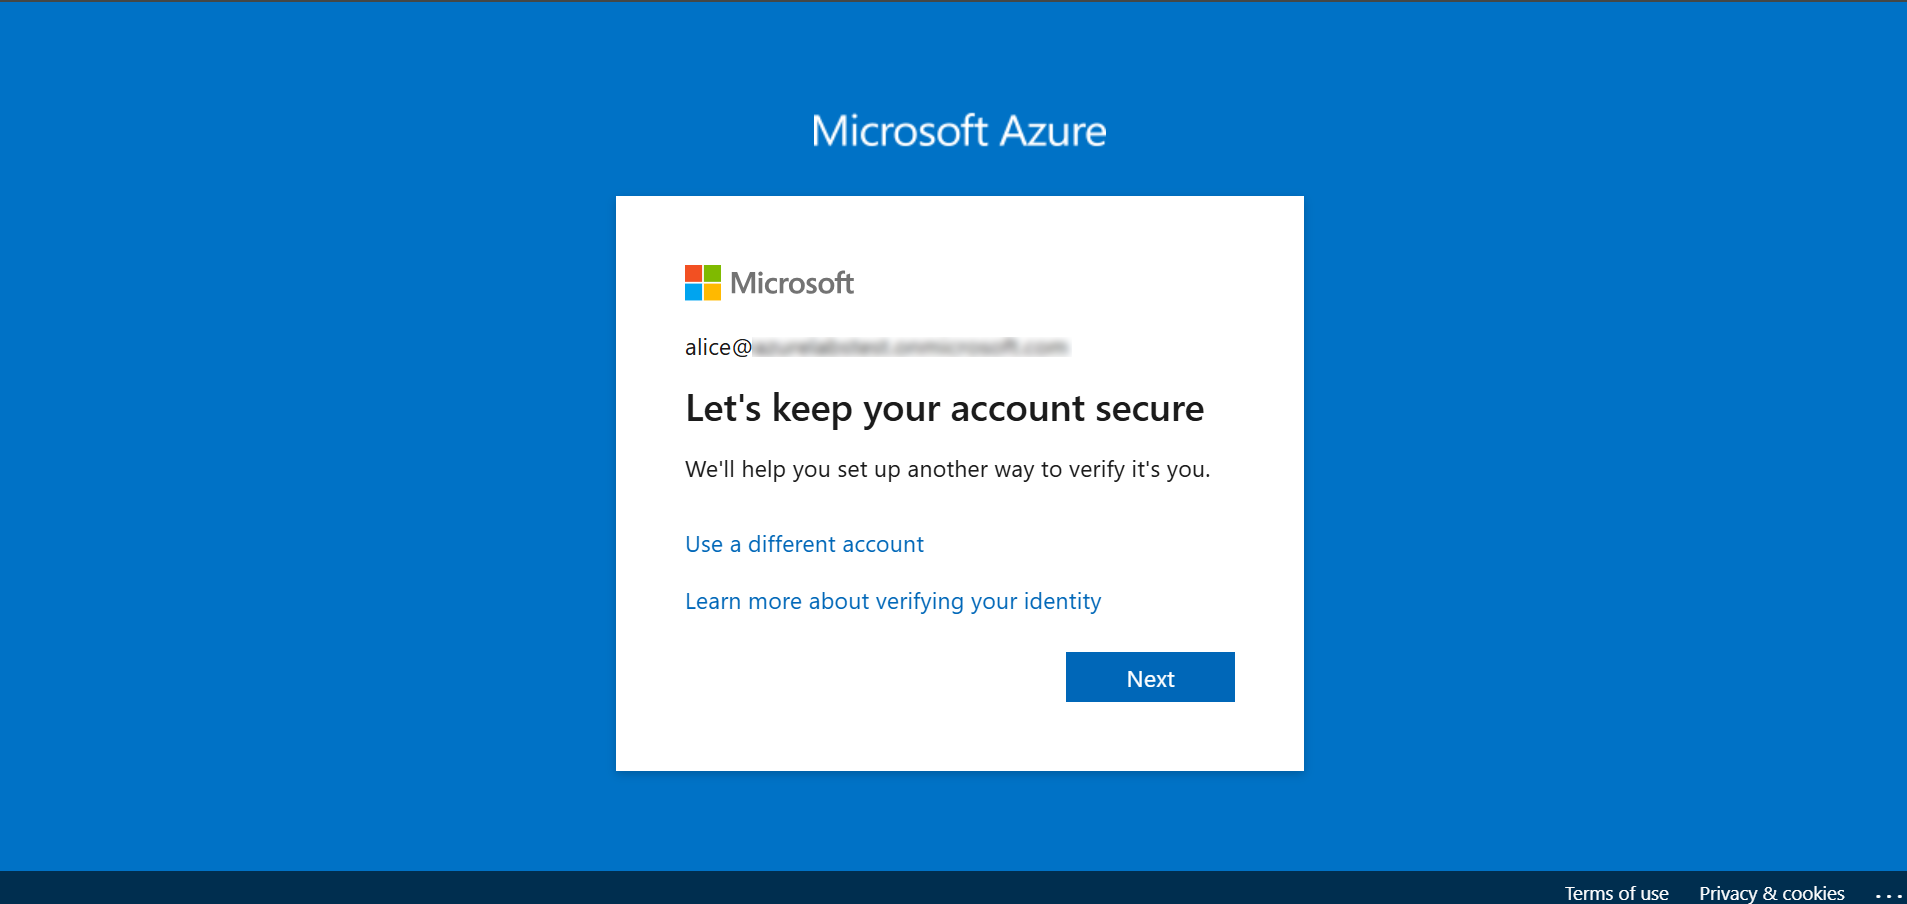 Microsoft Azure
Microsoft
alice@
Let's keep your account secure
We'll help you set up another way to verify it's you.
Use a different account
Learn more about verifying your identity
Next
Terms of use Privacy & cookies ...